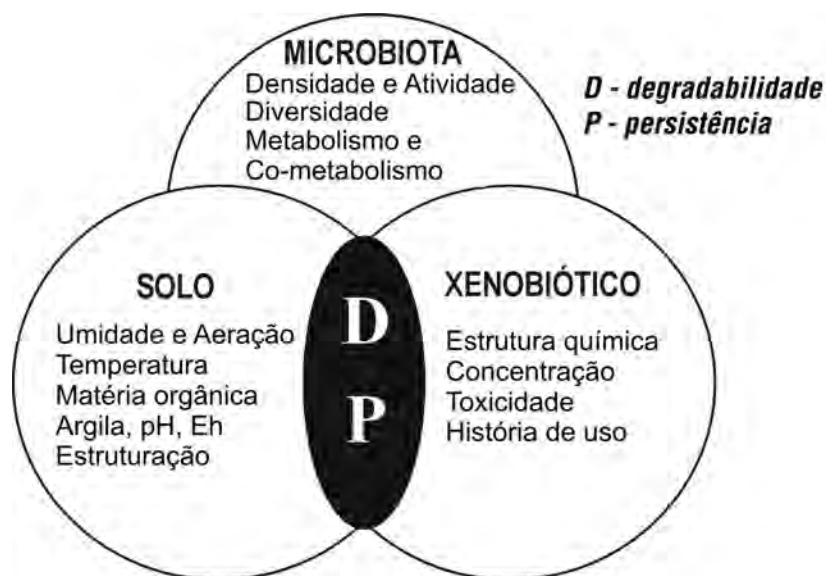 MICROBIOTA
Densidade e Atividade
Diversidade
Metabolismo e
Co-metabolismo
D - degradabilidade
P - persistência
SOLO
Umidade e Aeração
Temperatura
Matéria orgânica
Argila, pH, Eh
Estruturação
D
P
XENOBIÓTICO
Estrutura química
Concentração
Toxicidade
História de uso